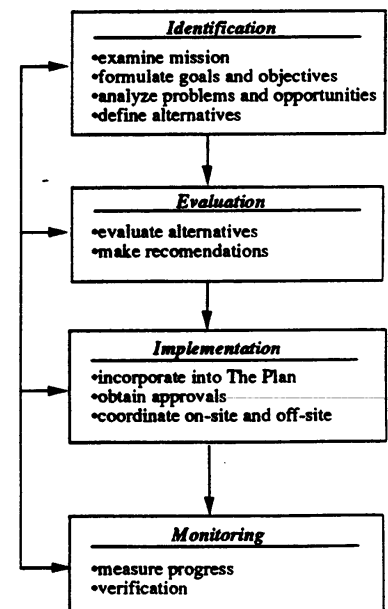 Identification
•examine mission
•formulate goals and objectives
•analyze problems and opportunities
•define alternatives
Evaluation
•evaluate alternatives
•make recomendations
Implementation
•incorporate into The Plan
•obtain approvals
•coordinate on-site and off-site
Monitoring
•measure progress
•verification